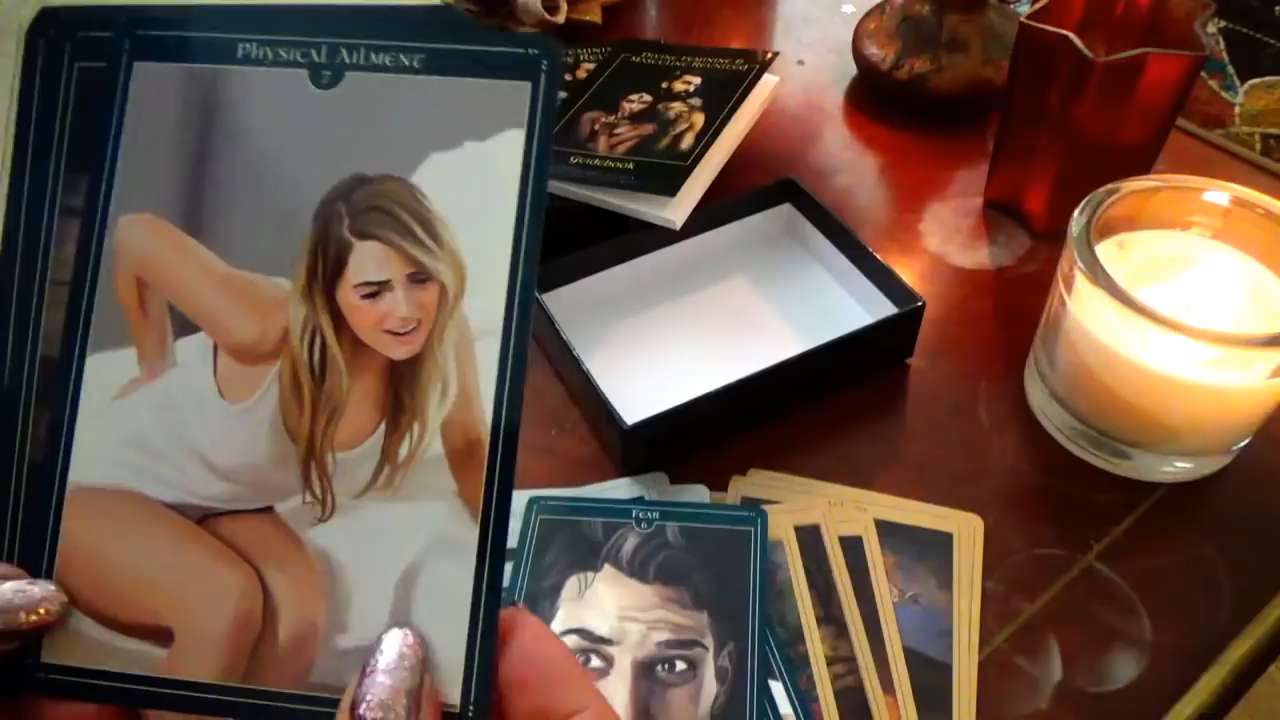 Physical Ailment
7
Divine Feminine &
Masculine Reunited
Guidebook
Fear
6